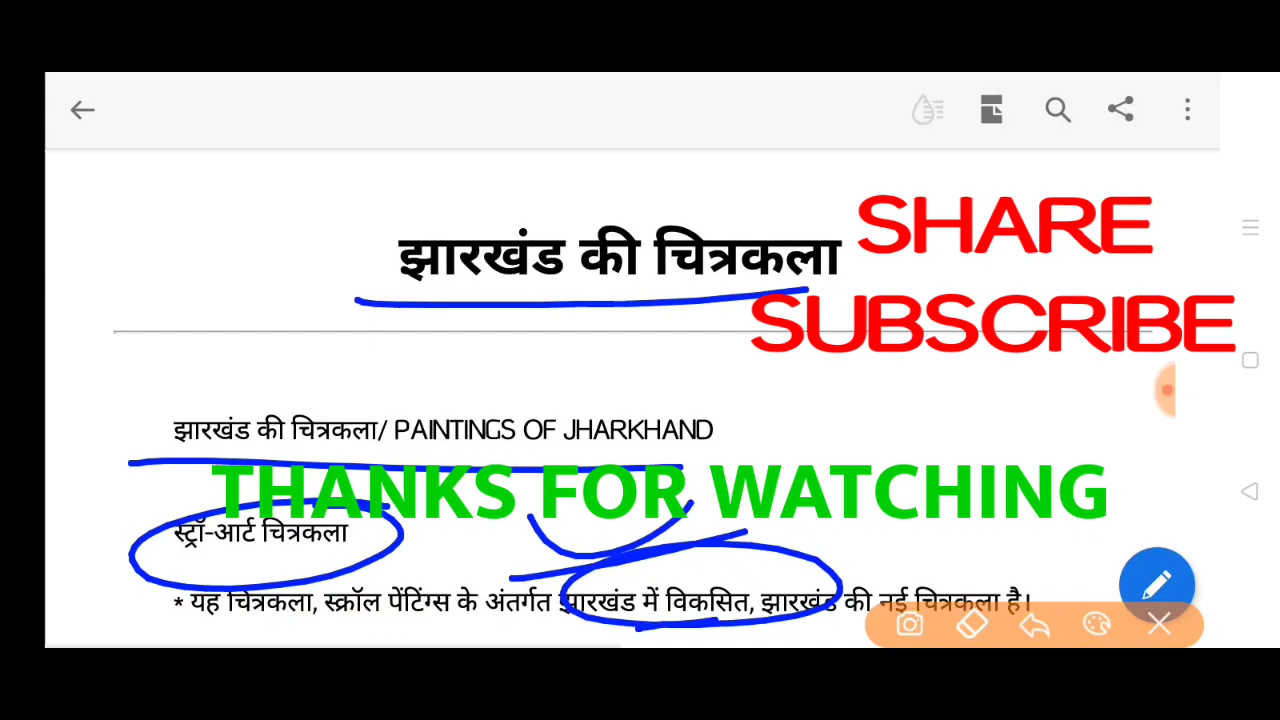 झारखंड की चित्रकला
SHARE
SUBSCRIBE
झारखंड की चित्रकला/ PAINTINGS OF JHARKHAND
THANKS FOR WATCHING
स्ट्रॉ-आर्ट चित्रकला
* यह चित्रकला, स्क्रॉल पेंटिंग्स के अंतर्गत झारखंड में विकसित, झारखंड की नई चित्रकला है।